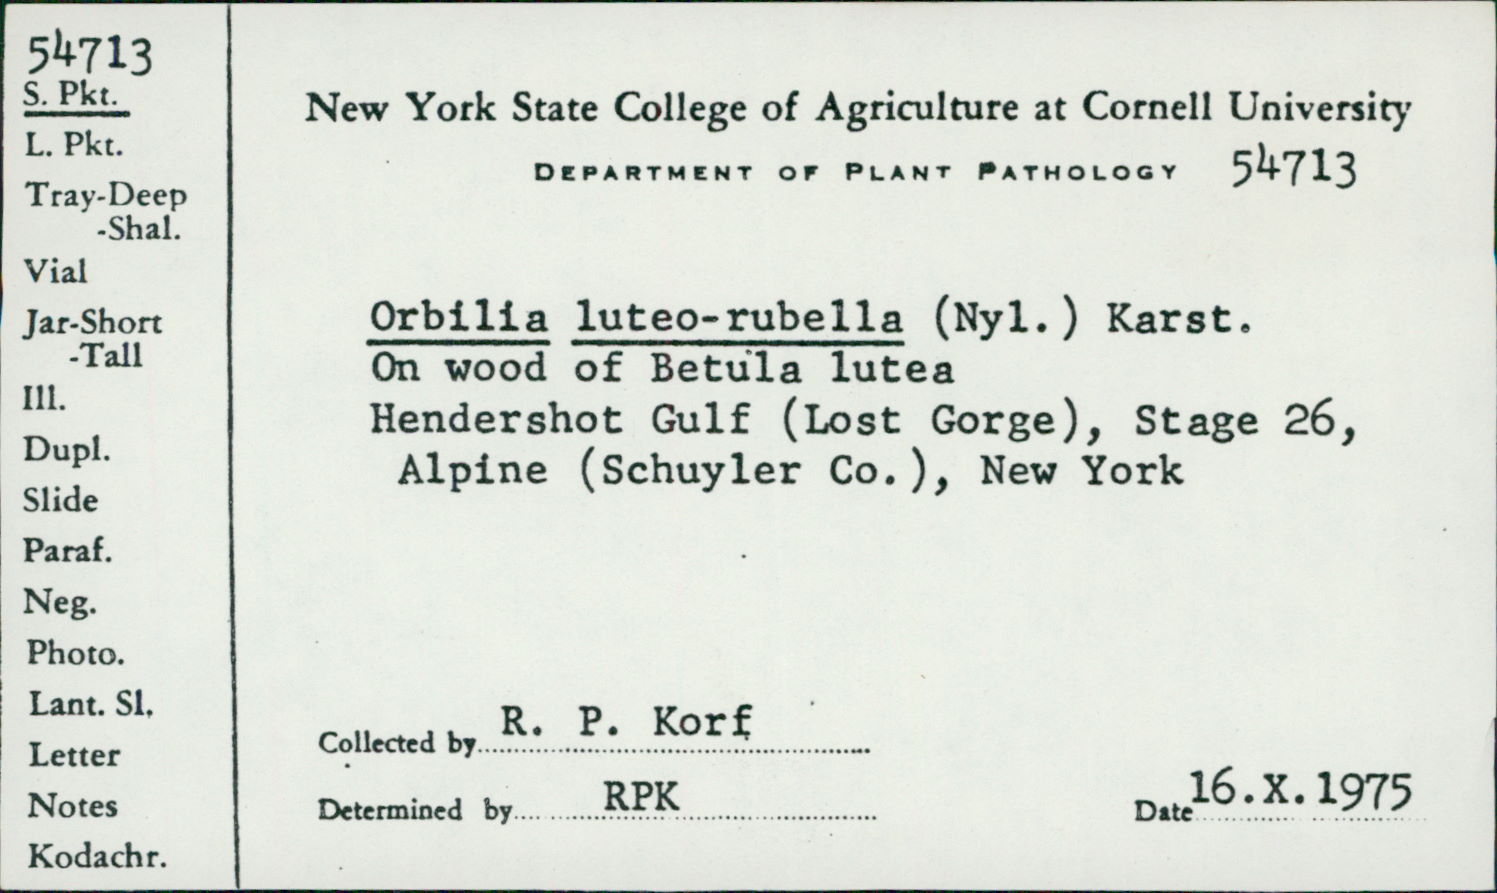 54713
S. Pkt.
L. Pkt.
Tray-Deep
-Shal.
Vial
Jar-Short
-Tall
Ill.
Dupl.
Slide
Paraf.
Neg.
Photo.
Lant. Sl.
Letter
Notes
Kodachr.
New York State College of Agriculture at Cornell University
DEPARTMENT OF PLANT PATHOLOGY 54713
Orbilia luteo-rubella (Nyl.) Karst.
On wood of Betula lutea
Hendershot Gulf (Lost Gorge), Stage 26,
Alpine (Schuyler Co.), New York
Collected by R. P. Korf
Determined by RPK
Date 16.X.1975